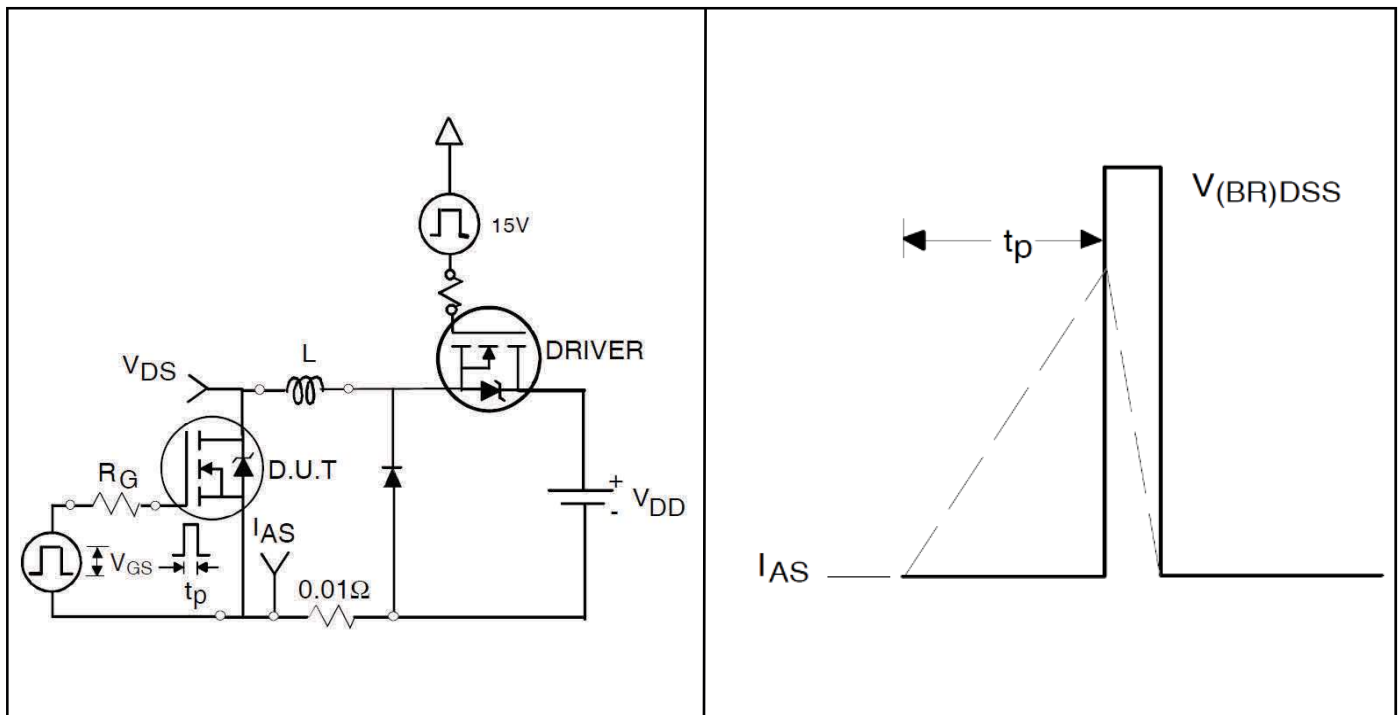 15V
DRIVER
L
VDS
D.U.T
RG
VGS
tp
IAS
0.01Ω
+
-
VDD
V(BR)DSS
tp
IAS